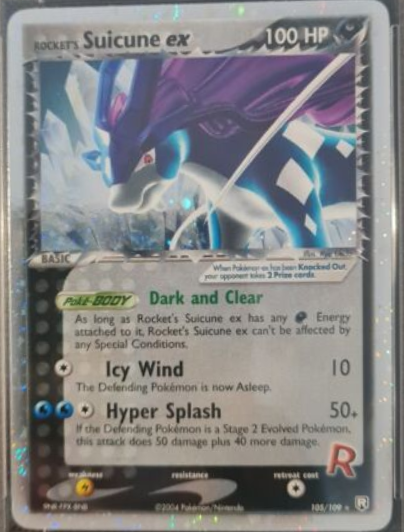 ROCKET'S Suicune ex 100 HP
BASIC
When Pokémon-ex has been Knocked Out,
your opponent takes 2 Prize cards.
Poké-BODY Dark and Clear
As long as Rocket's Suicune ex has any Energy
attached to it, Rocket's Suicune ex can't be affected by
any Special Conditions.
Icy Wind 10
The Defending Pokémon is now Asleep.
Hyper Splash 50+
If the Defending Pokémon is a Stage 2 Evolved Pokémon,
this attack does 50 damage plus 40 more damage.
R
weakness resistance retreat cost
©2004 Pokémon/Nintendo 105/109 R